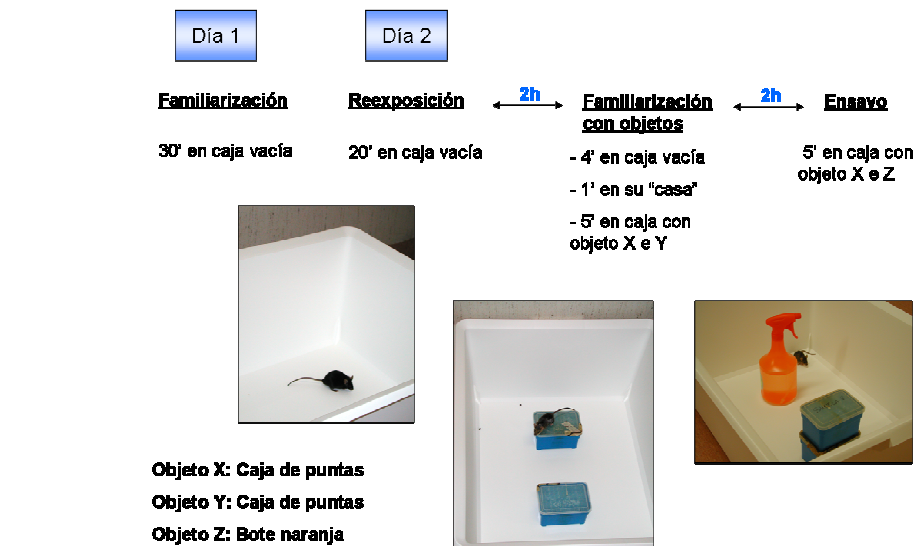 Día 1
Día 2
Familiarización
30' en caja vacía
Reexposición
20' en caja vacía
2h
Familiarización
con objetos
- 4' en caja vacía
- 1' en su "casa"
- 5' en caja con
objeto X e Y
2h
Ensayo
5' en caja con
objeto X e Z
Objeto X: Caja de puntas
Objeto Y: Caja de puntas
Objeto Z: Bote naranja